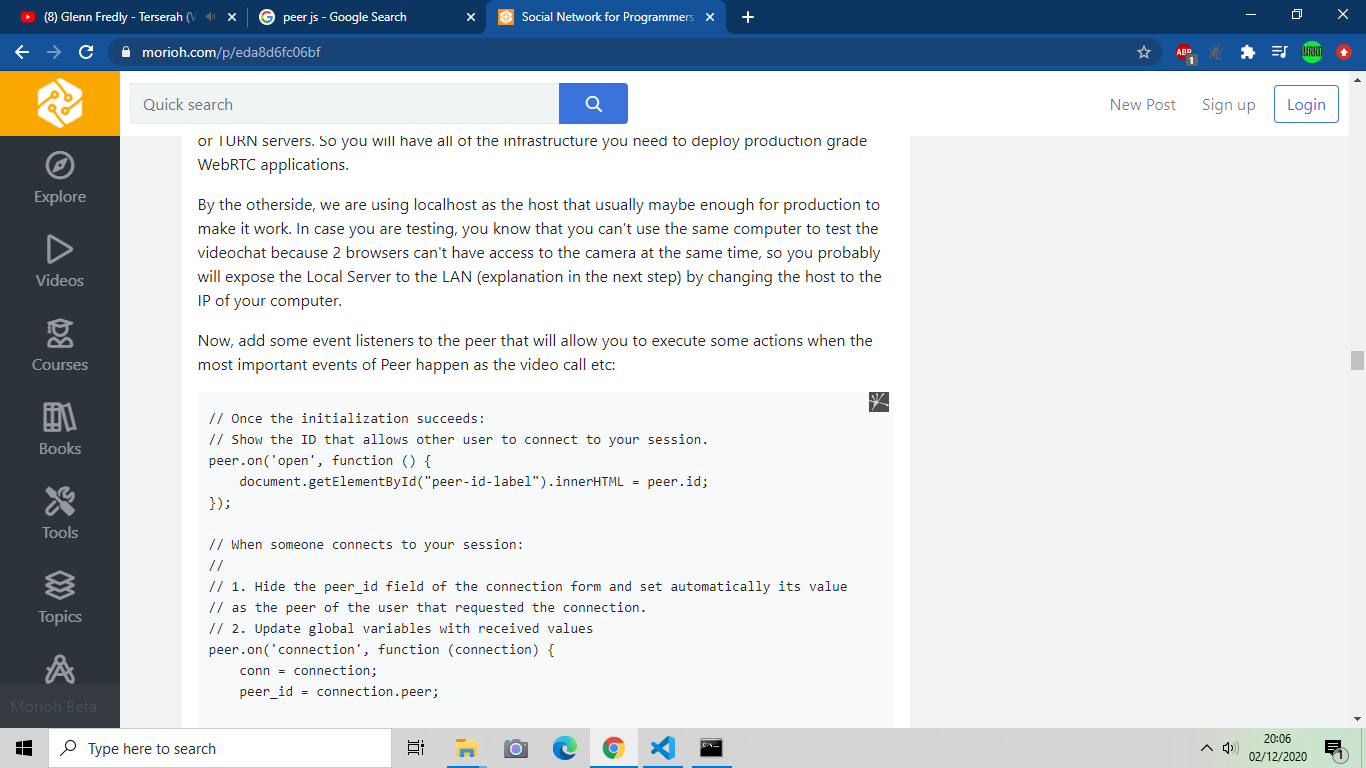 (8) Glenn Fredly - Terserah (V
peer js - Google Search
Social Network for Programmers
morioh.com/p/eda8d6fc06bf
ABP
1
Quick search
New Post
Sign up
Login
Explore
Videos
Courses
Books
Tools
Topics
Morioh Beta
or TURN servers. So you will have all of the infrastructure you need to deploy production grade
WebRTC applications.
By the otherside, we are using localhost as the host that usually maybe enough for production to
make it work. In case you are testing, you know that you can't use the same computer to test the
videochat because 2 browsers can't have access to the camera at the same time, so you probably
will expose the Local Server to the LAN (explanation in the next step) by changing the host to the
IP of your computer.
Now, add some event listeners to the peer that will allow you to execute some actions when the
most important events of Peer happen as the video call etc:
// Once the initialization succeeds:
// Show the ID that allows other user to connect to your session.
peer.on('open', function () {
    document.getElementById("peer-id-label").innerHTML = peer.id;
});
// When someone connects to your session:
//
// 1. Hide the peer_id field of the connection form and set automatically its value
// as the peer of the user that requested the connection.
// 2. Update global variables with received values
peer.on('connection', function (connection) {
    conn = connection;
    peer_id = connection.peer;
Type here to search
20:06
02/12/2020
1